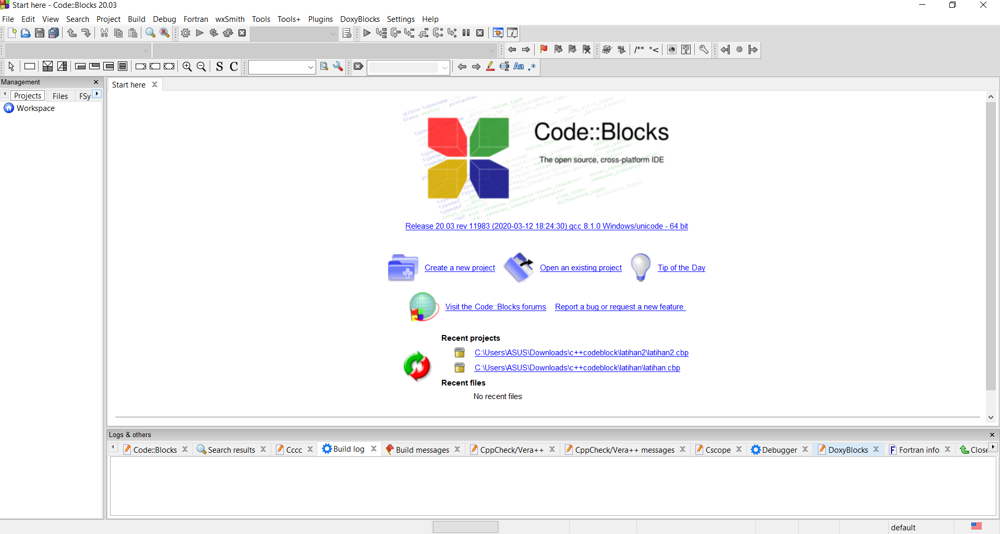 Start here - Code::Blocks 20.03
File Edit View Search Project Build Debug Fortran wxSmith Tools Tools+ Plugins DoxyBlocks Settings Help
/** *<
S C
Aa .*
Management
Projects Files FSy
Workspace
Start here
Code::Blocks
The open source, cross-platform IDE
Release 20.03 rev 11983 (2020-03-12 18:24:30) gcc 8.1.0 Windows/unicode - 64 bit
Create a new project Open an existing project Tip of the Day
Visit the Code::Blocks forums Report a bug or request a new feature
Recent projects
C:\Users\ASUS\Downloads\c++codeblock\latihan2\latihan2.cbp
C:\Users\ASUS\Downloads\c++codeblock\latihan\latihan.cbp
Recent files
No recent files
Logs & others
Code::Blocks Search results Cccc Build log Build messages CppCheck/Vera++ CppCheck/Vera++ messages Cscope Debugger DoxyBlocks Fortran info Close
default